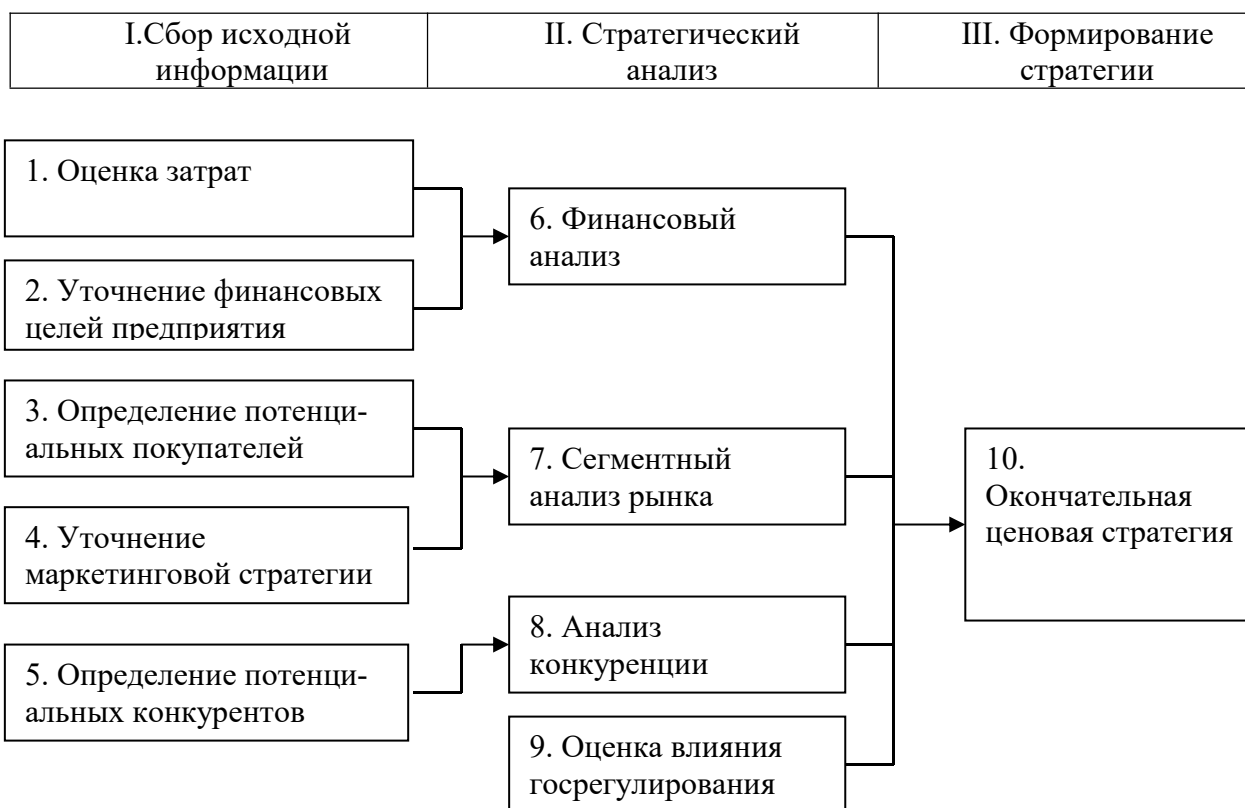 I.Сбор исходной
информации
II. Стратегический
анализ
III. Формирование
стратегии
1. Оценка затрат
2. Уточнение финансовых
целей предприятия
3. Определение потенци-
альных покупателей
4. Уточнение
маркетинговой стратегии
5. Определение потенци-
альных конкурентов
6. Финансовый
анализ
7. Сегментный
анализ рынка
8. Анализ
конкуренции
9. Оценка влияния
госрегулирования
10.
Окончательная
ценовая стратегия